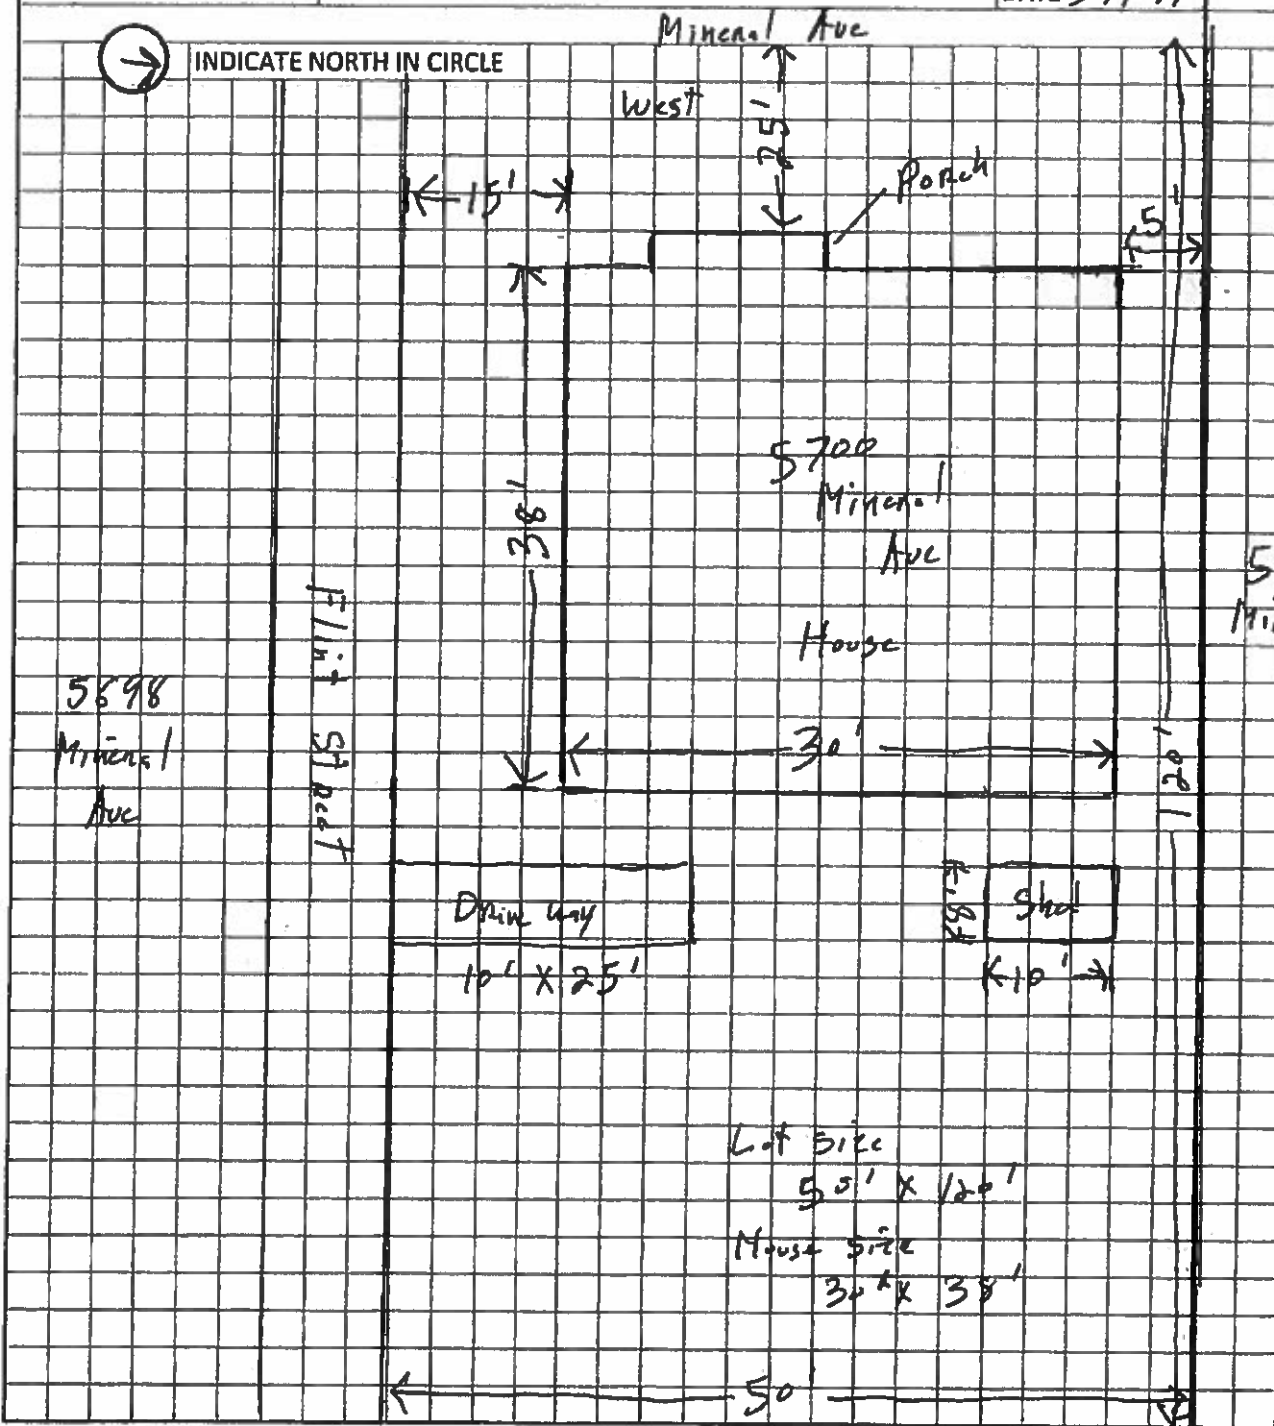 Mineral Ave
INDICATE NORTH IN CIRCLE
West
25'
15'
Porch
5'
5700
Mineral
Ave
38'
House
Flint Street
5698
Mineral
Ave
30'
120'
Drive way
10' X 25'
8'
Shed
10'
Lot Size
50' X 120'
House Size
30' X 38'
50